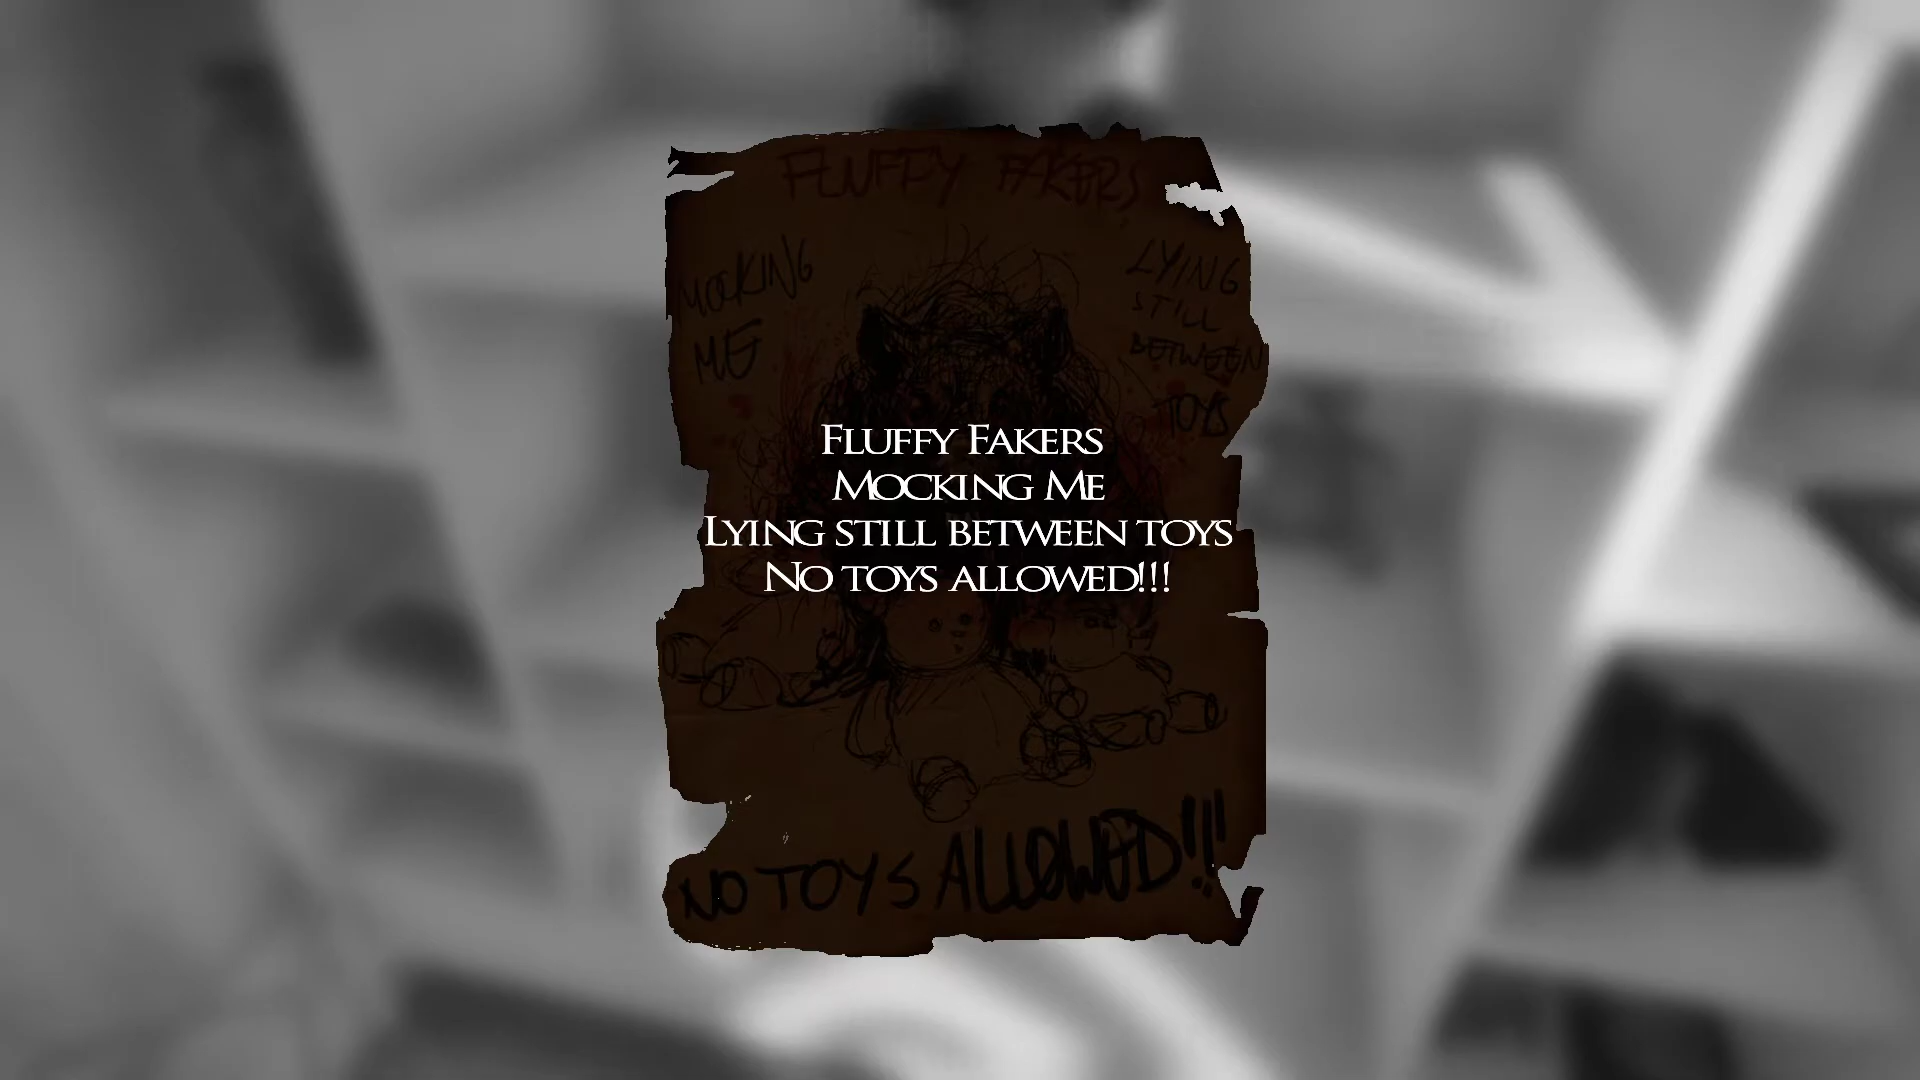 FLUFFY FAKERS
MOCKING
ME
LYING
STILL
BETWEEN
TOYS
FLUFFY FAKERS
MOCKING ME
LYING STILL BETWEEN TOYS
NO TOYS ALLOWED!!!
NO TOYS ALLOWED!!!